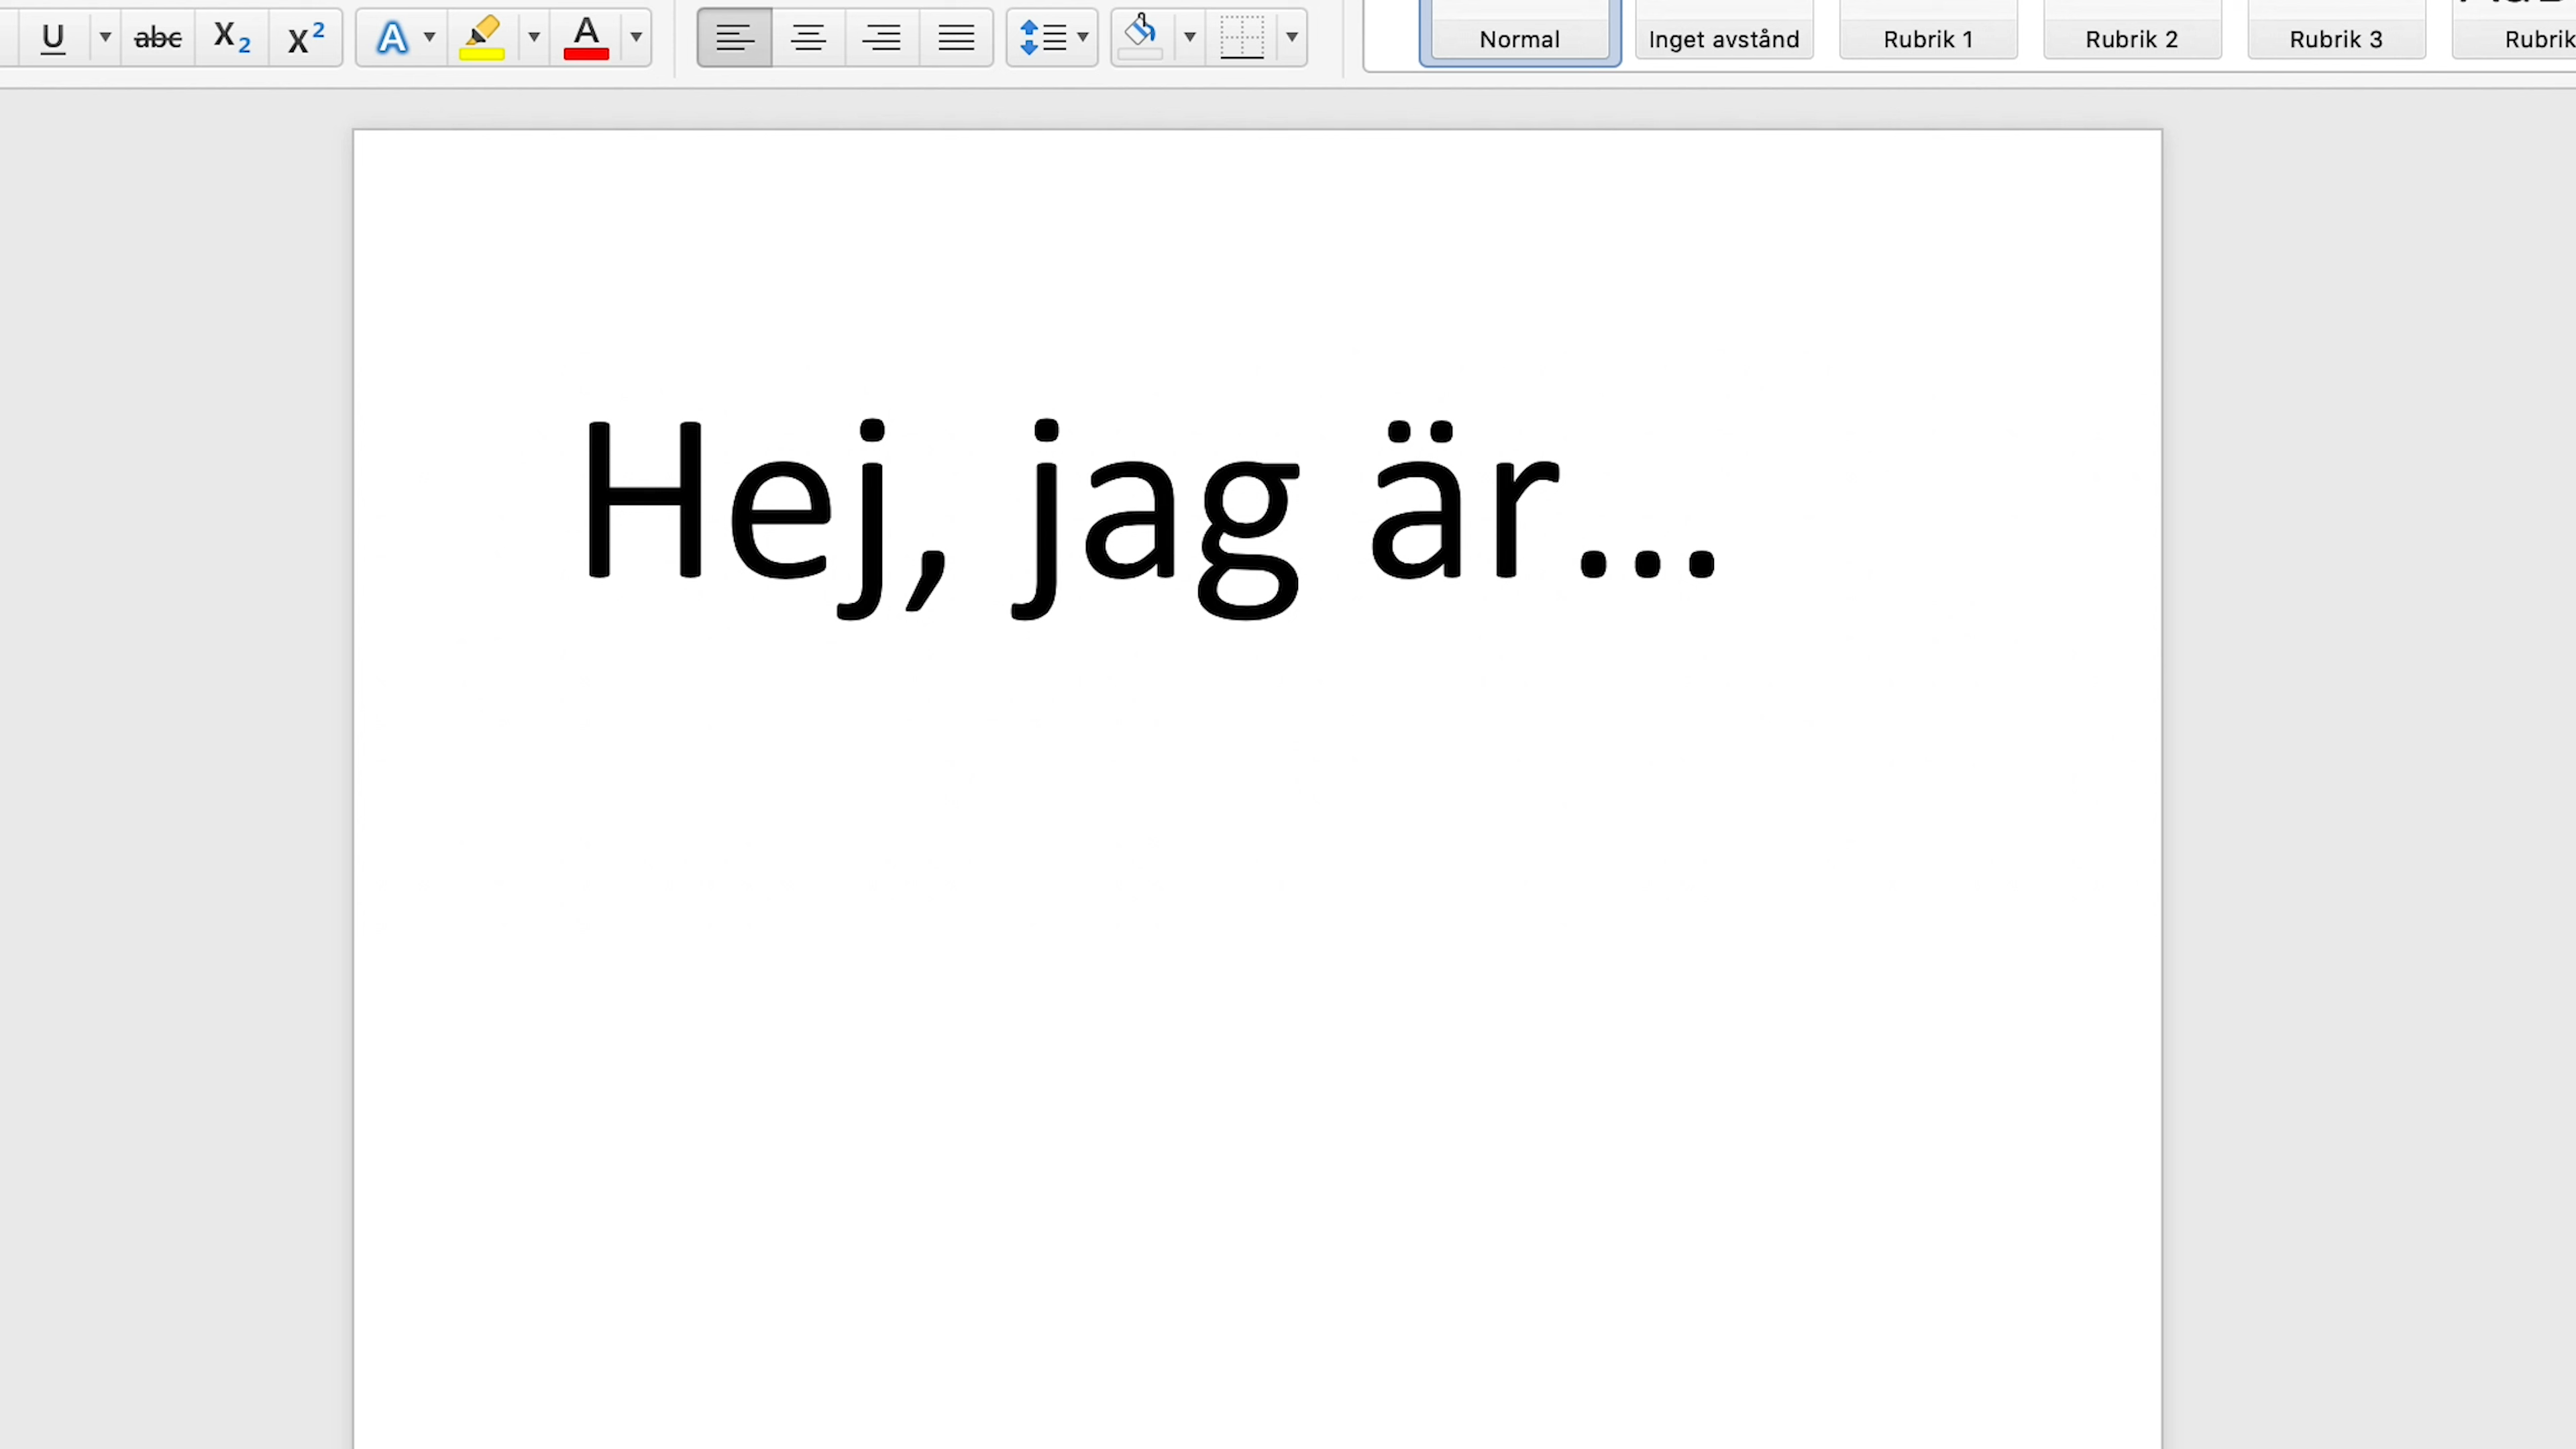 U abc X₂ X² A A
Normal Inget avstånd Rubrik 1 Rubrik 2 Rubrik 3 Rubrik
Hej, jag är...